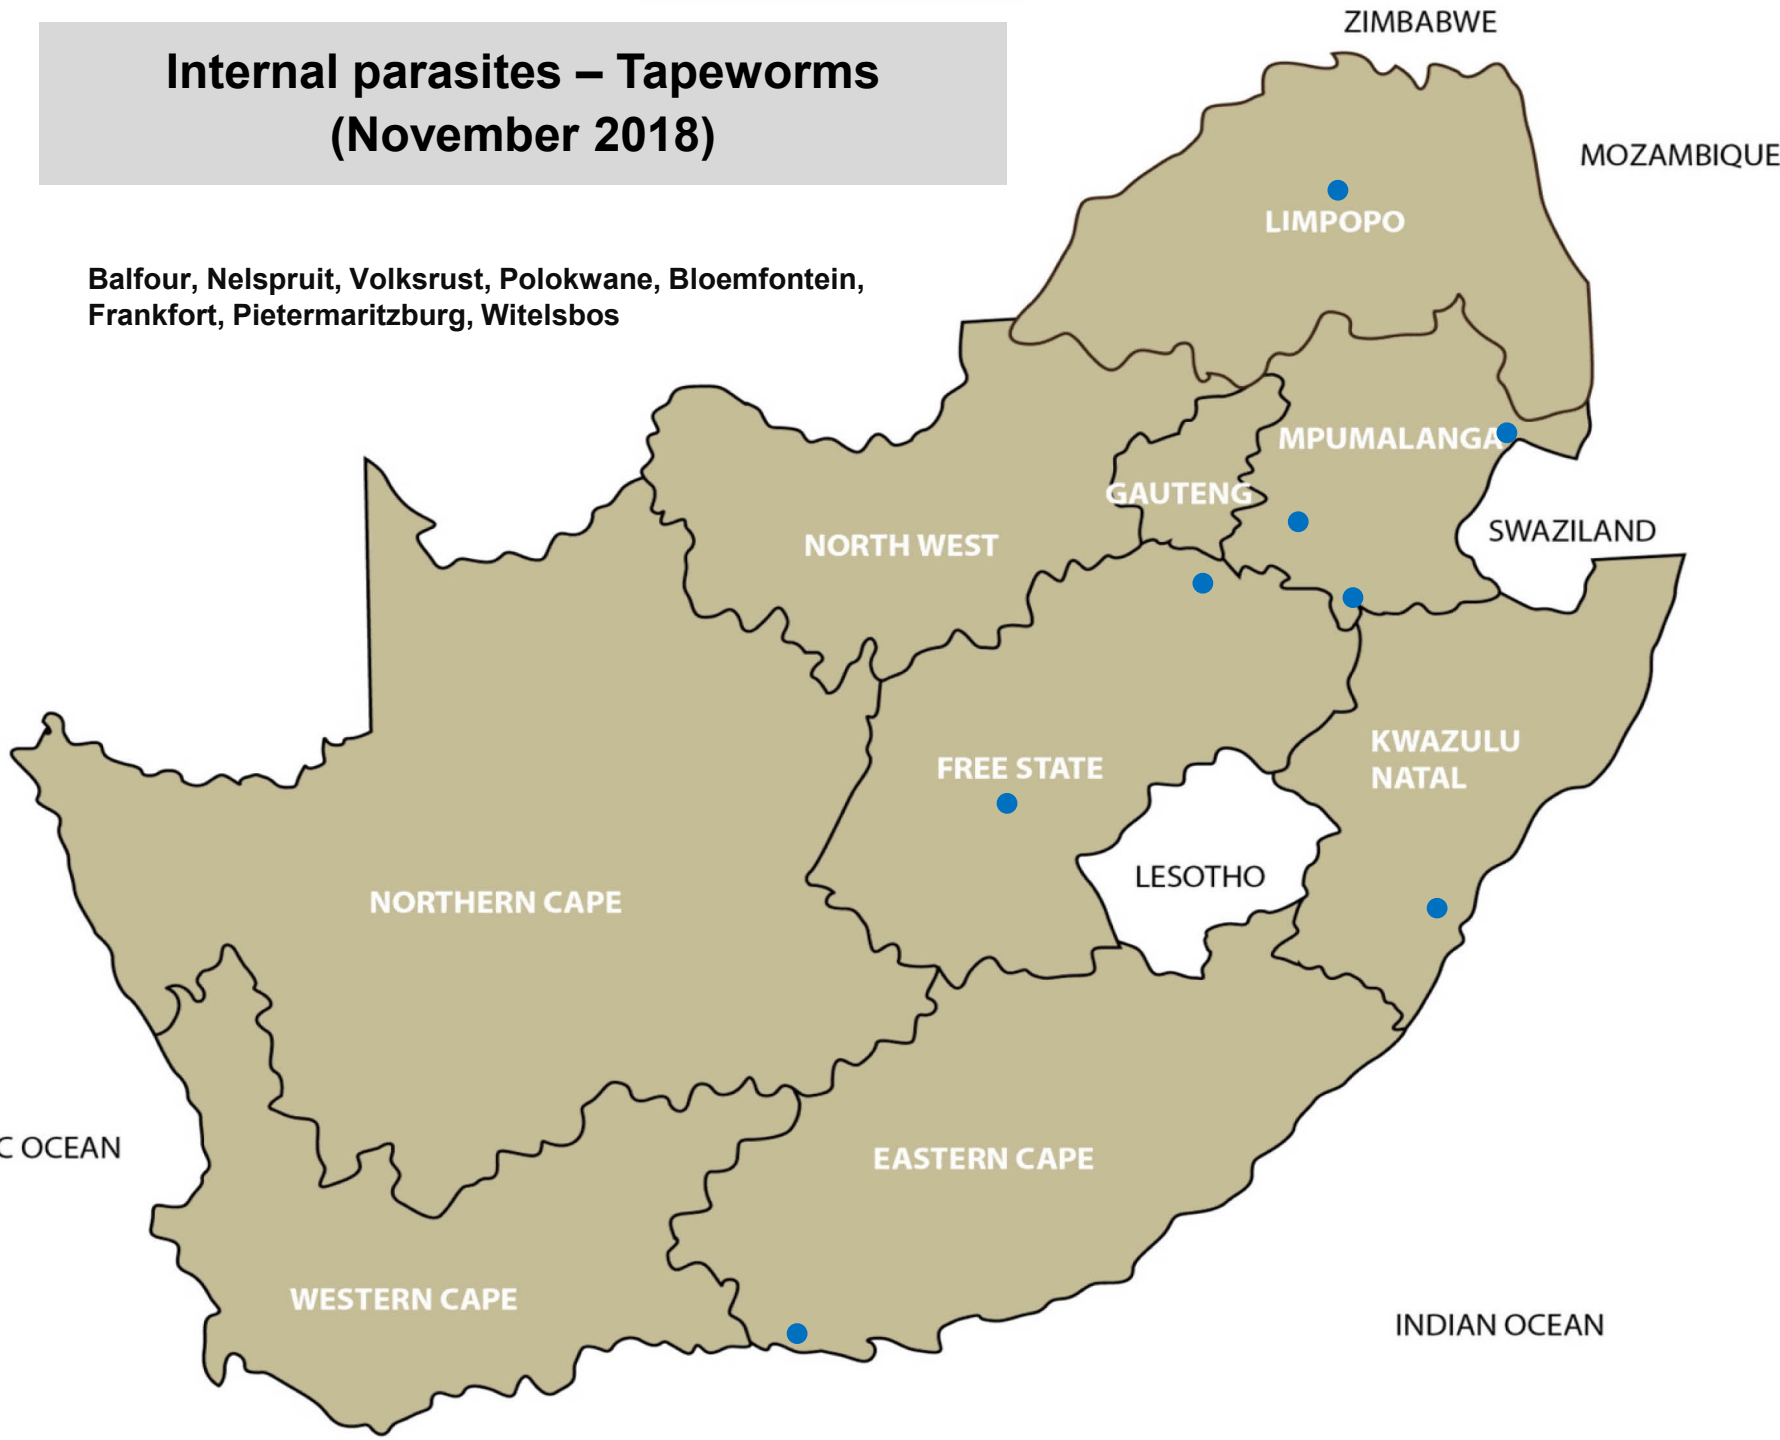 Internal parasites – Tapeworms
(November 2018)
Balfour, Nelspruit, Volksrust, Polokwane, Bloemfontein,
Frankfort, Pietermaritzburg, Witelsbos
ZIMBABWE
MOZAMBIQUE
LIMPOPO
MPUMALANGA
GAUTENG
SWAZILAND
NORTH WEST
KWAZULU
NATAL
FREE STATE
LESOTHO
NORTHERN CAPE
C OCEAN
EASTERN CAPE
WESTERN CAPE
INDIAN OCEAN